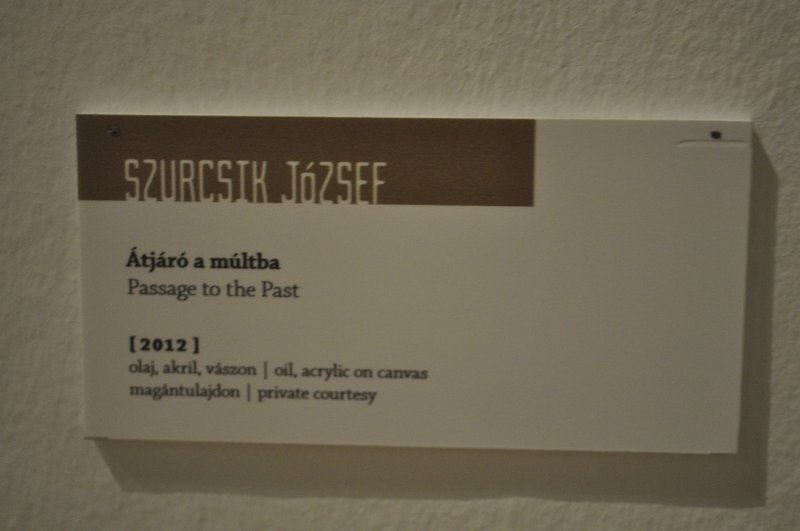 SZURCSIK JóZSEF
Átjáró a múltba
Passage to the Past
[2012]
olaj, akril, vászon | oil, acrylic on canvas
magántulajdon | private courtesy